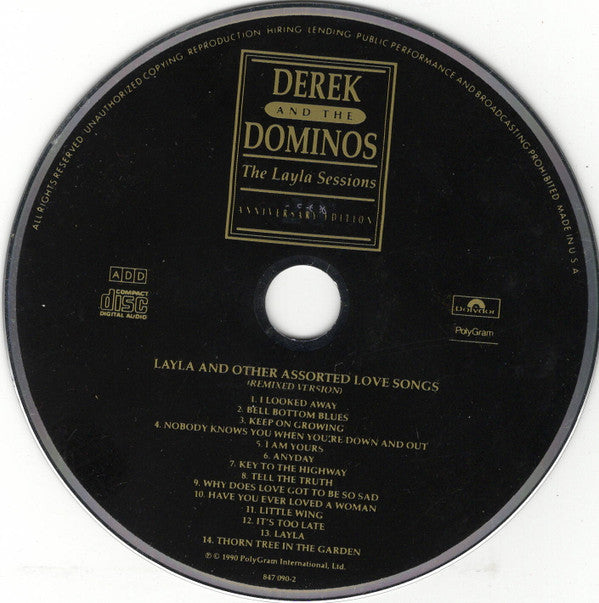 ALL RIGHTS RESERVED UNAUTHORIZED COPYING REPRODUCTION HIRING LENDING PUBLIC PERFORMANCE AND BROADCASTING PROHIBITED MADE IN U.S.A
DEREK
AND THE
DOMINOS
The Layla Sessions
ANNIVERSARY EDITION
ADD
COMPACT
disc
DIGITAL AUDIO
Polydor
PolyGram
LAYLA AND OTHER ASSORTED LOVE SONGS
(REMIXED VERSION)
1. I LOOKED AWAY
2. BELL BOTTOM BLUES
3. KEEP ON GROWING
4. NOBODY KNOWS YOU WHEN YOU'RE DOWN AND OUT
5. I AM YOURS
6. ANYDAY
7. KEY TO THE HIGHWAY
8. TELL THE TRUTH
9. WHY DOES LOVE GOT TO BE SO SAD
10. HAVE YOU EVER LOVED A WOMAN
11. LITTLE WING
12. IT'S TOO LATE
13. LAYLA
14. THORN TREE IN THE GARDEN
℗ © 1990 PolyGram International, Ltd.
847 090-2